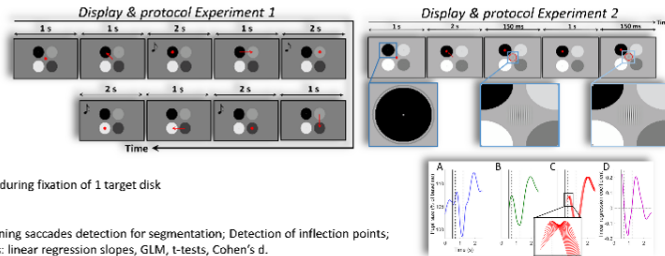 Display & protocol Experiment 1
1 s 1 s 2 s 1 s 2 s
2 s 1 s 2 s 1 s
Time
Display & protocol Experiment 2
1 s 2 s 150 ms 1 s 150 ms
during fixation of 1 target disk
ning saccades detection for segmentation; Detection of inflection points;
s: linear regression slopes, GLM, t-tests, Cohen's d.
A B C D
Time (s)